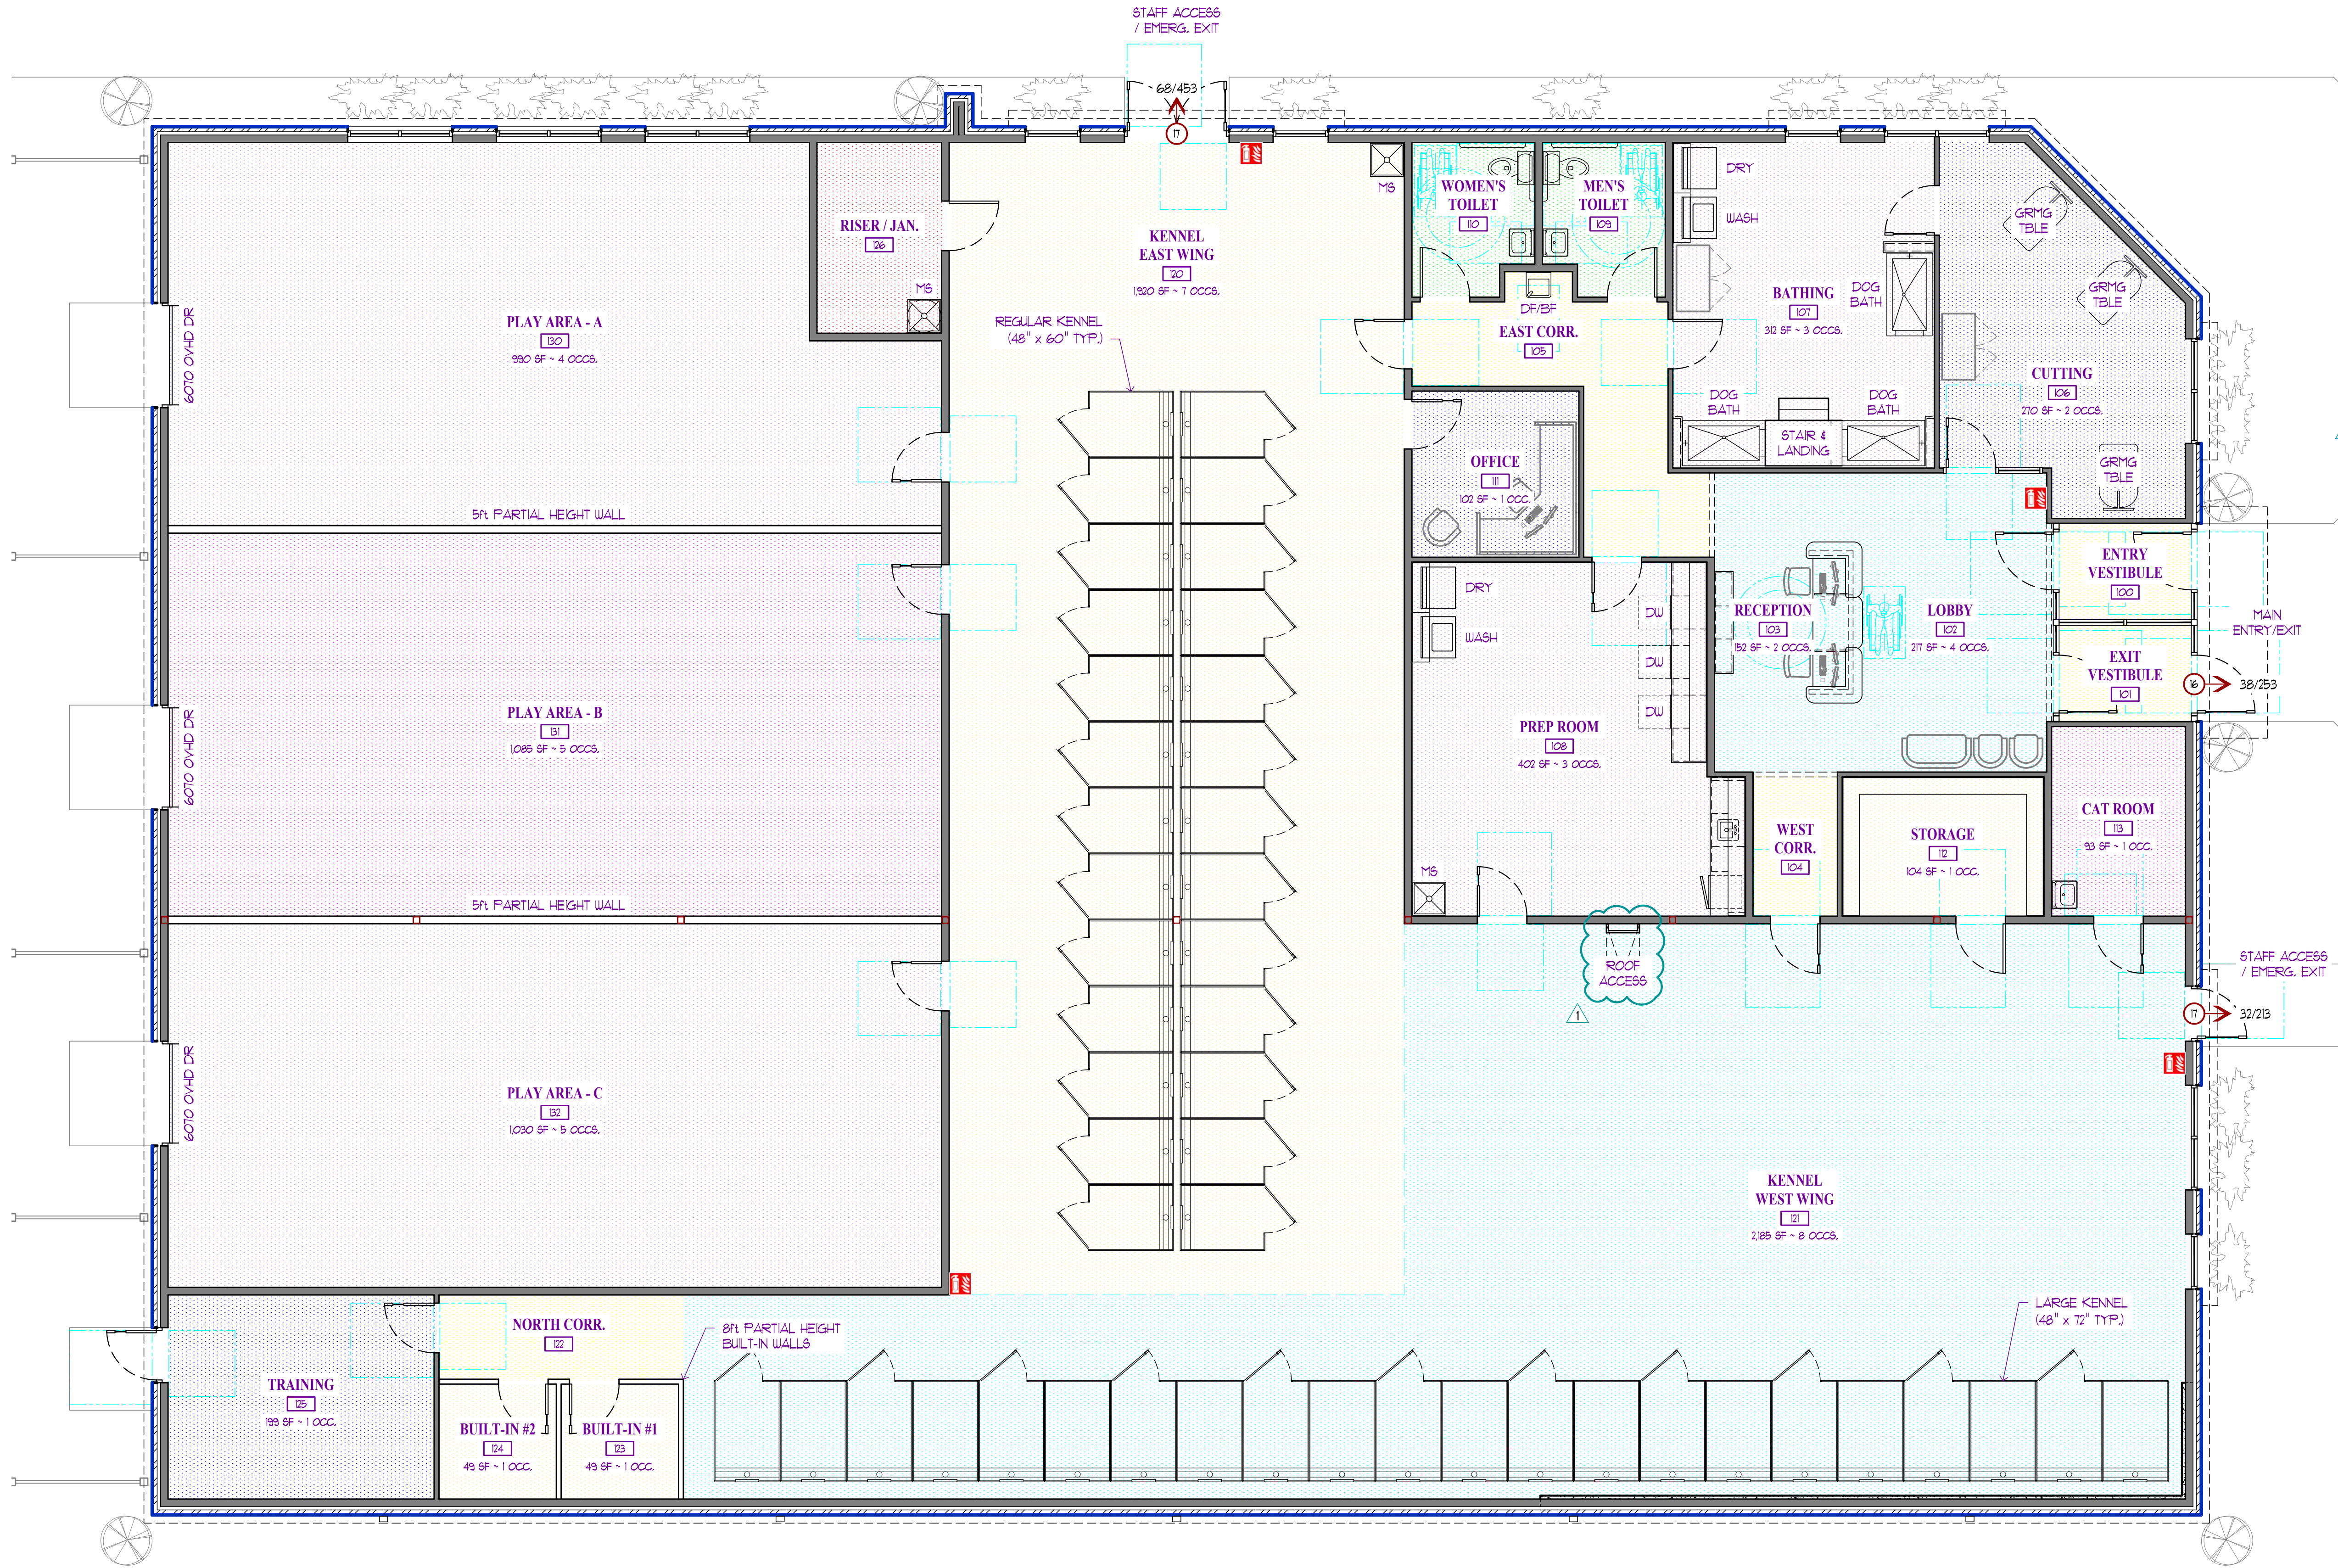 STAFF ACCESS
/ EMERG. EXIT
68/453
17
MS
WOMEN'S
TOILET
110
MEN'S
TOILET
109
DRY
WASH
GRMG
TBLE
RISER / JAN.
126
MS
KENNEL
EAST WING
120
1,920 SF ~ 7 OCCS.
BATHING
107
312 SF ~ 3 OCCS.
DOG
BATH
GRMG
TBLE
6070 OVHD DR
PLAY AREA - A
130
990 SF ~ 4 OCCS.
REGULAR KENNEL
(48" x 60" TYP.)
DF/BF
EAST CORR.
105
CUTTING
106
270 SF ~ 2 OCCS.
DOG
BATH
DOG
BATH
STAIR &
LANDING
GRMG
TBLE
OFFICE
111
102 SF ~ 1 OCC.
5ft PARTIAL HEIGHT WALL
ENTRY
VESTIBULE
100
DRY
WASH
DW
DW
DW
RECEPTION
103
152 SF ~ 2 OCCS.
LOBBY
102
217 SF ~ 4 OCCS.
MAIN
ENTRY/EXIT
EXIT
VESTIBULE
101
16
38/253
6070 OVHD DR
PLAY AREA - B
131
1,085 SF ~ 5 OCCS.
PREP ROOM
108
402 SF ~ 3 OCCS.
WEST
CORR.
104
STORAGE
112
104 SF ~ 1 OCC.
CAT ROOM
113
93 SF ~ 1 OCC.
MS
5ft PARTIAL HEIGHT WALL
ROOF
ACCESS
1
STAFF ACCESS
/ EMERG. EXIT
17
32/213
6070 OVHD DR
PLAY AREA - C
132
1,030 SF ~ 5 OCCS.
KENNEL
WEST WING
121
2,185 SF ~ 8 OCCS.
LARGE KENNEL
(48" x 72" TYP.)
NORTH CORR.
122
8ft PARTIAL HEIGHT
BUILT-IN WALLS
TRAINING
125
199 SF ~ 1 OCC.
BUILT-IN #2
124
49 SF ~ 1 OCC.
BUILT-IN #1
123
49 SF ~ 1 OCC.